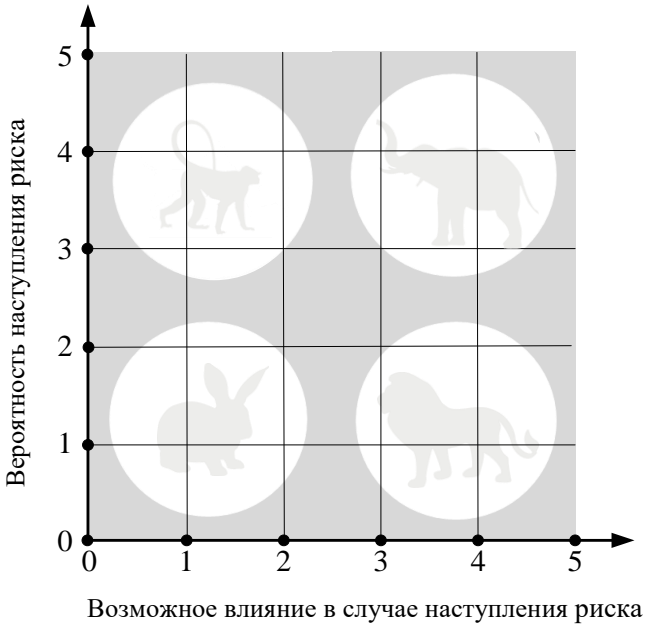 5
4
3
2
1
0
0 1 2 3 4 5
Вероятность наступления риска
Возможное влияние в случае наступления риска